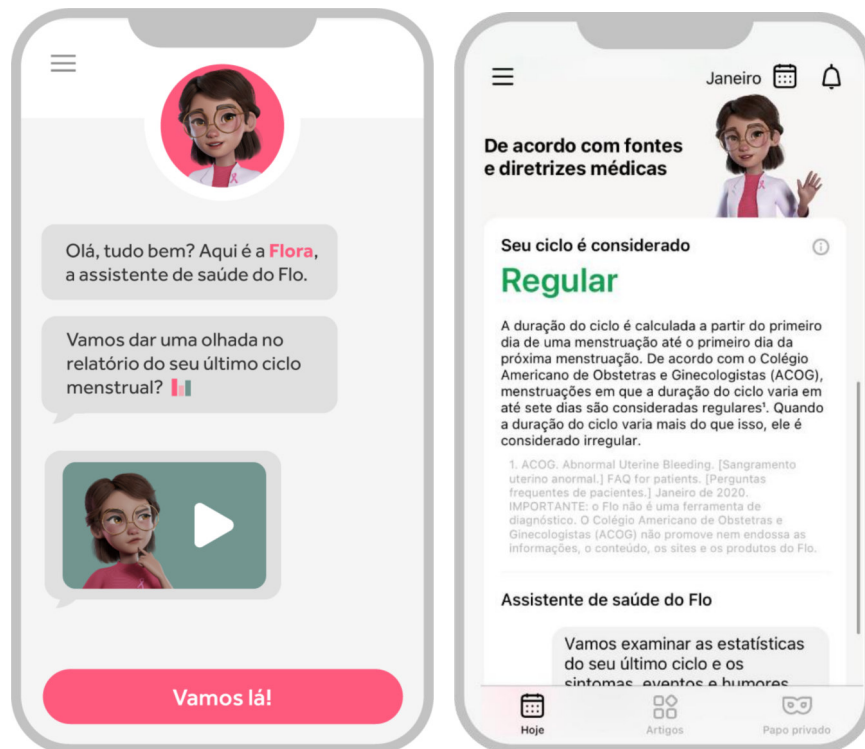 Olá, tudo bem? Aqui é a Flora,
a assistente de saúde do Flo.
Vamos dar uma olhada no
relatório do seu último ciclo
menstrual?
Vamos lá!
Janeiro
De acordo com fontes
e diretrizes médicas
Seu ciclo é considerado
Regular
A duração do ciclo é calculada a partir do primeiro
dia de uma menstruação até o primeiro dia da
próxima menstruação. De acordo com o Colégio
Americano de Obstetras e Ginecologistas (ACOG),
menstruações em que a duração do ciclo varia em
até sete dias são consideradas regulares¹. Quando
a duração do ciclo varia mais do que isso, ele é
considerado irregular.
1. ACOG. Abnormal Uterine Bleeding. [Sangramento
uterino anormal.] FAQ for patients. [Perguntas
frequentes de pacientes.] Janeiro de 2020.
IMPORTANTE: o Flo não é uma ferramenta de
diagnóstico. O Colégio Americano de Obstetras e
Ginecologistas (ACOG) não promove nem endossa as
informações, o conteúdo, os sites e os produtos do Flo.
Assistente de saúde do Flo
Vamos examinar as estatísticas
do seu último ciclo e os
sintomas, eventos e humores
Hoje
Artigos
Papo privado